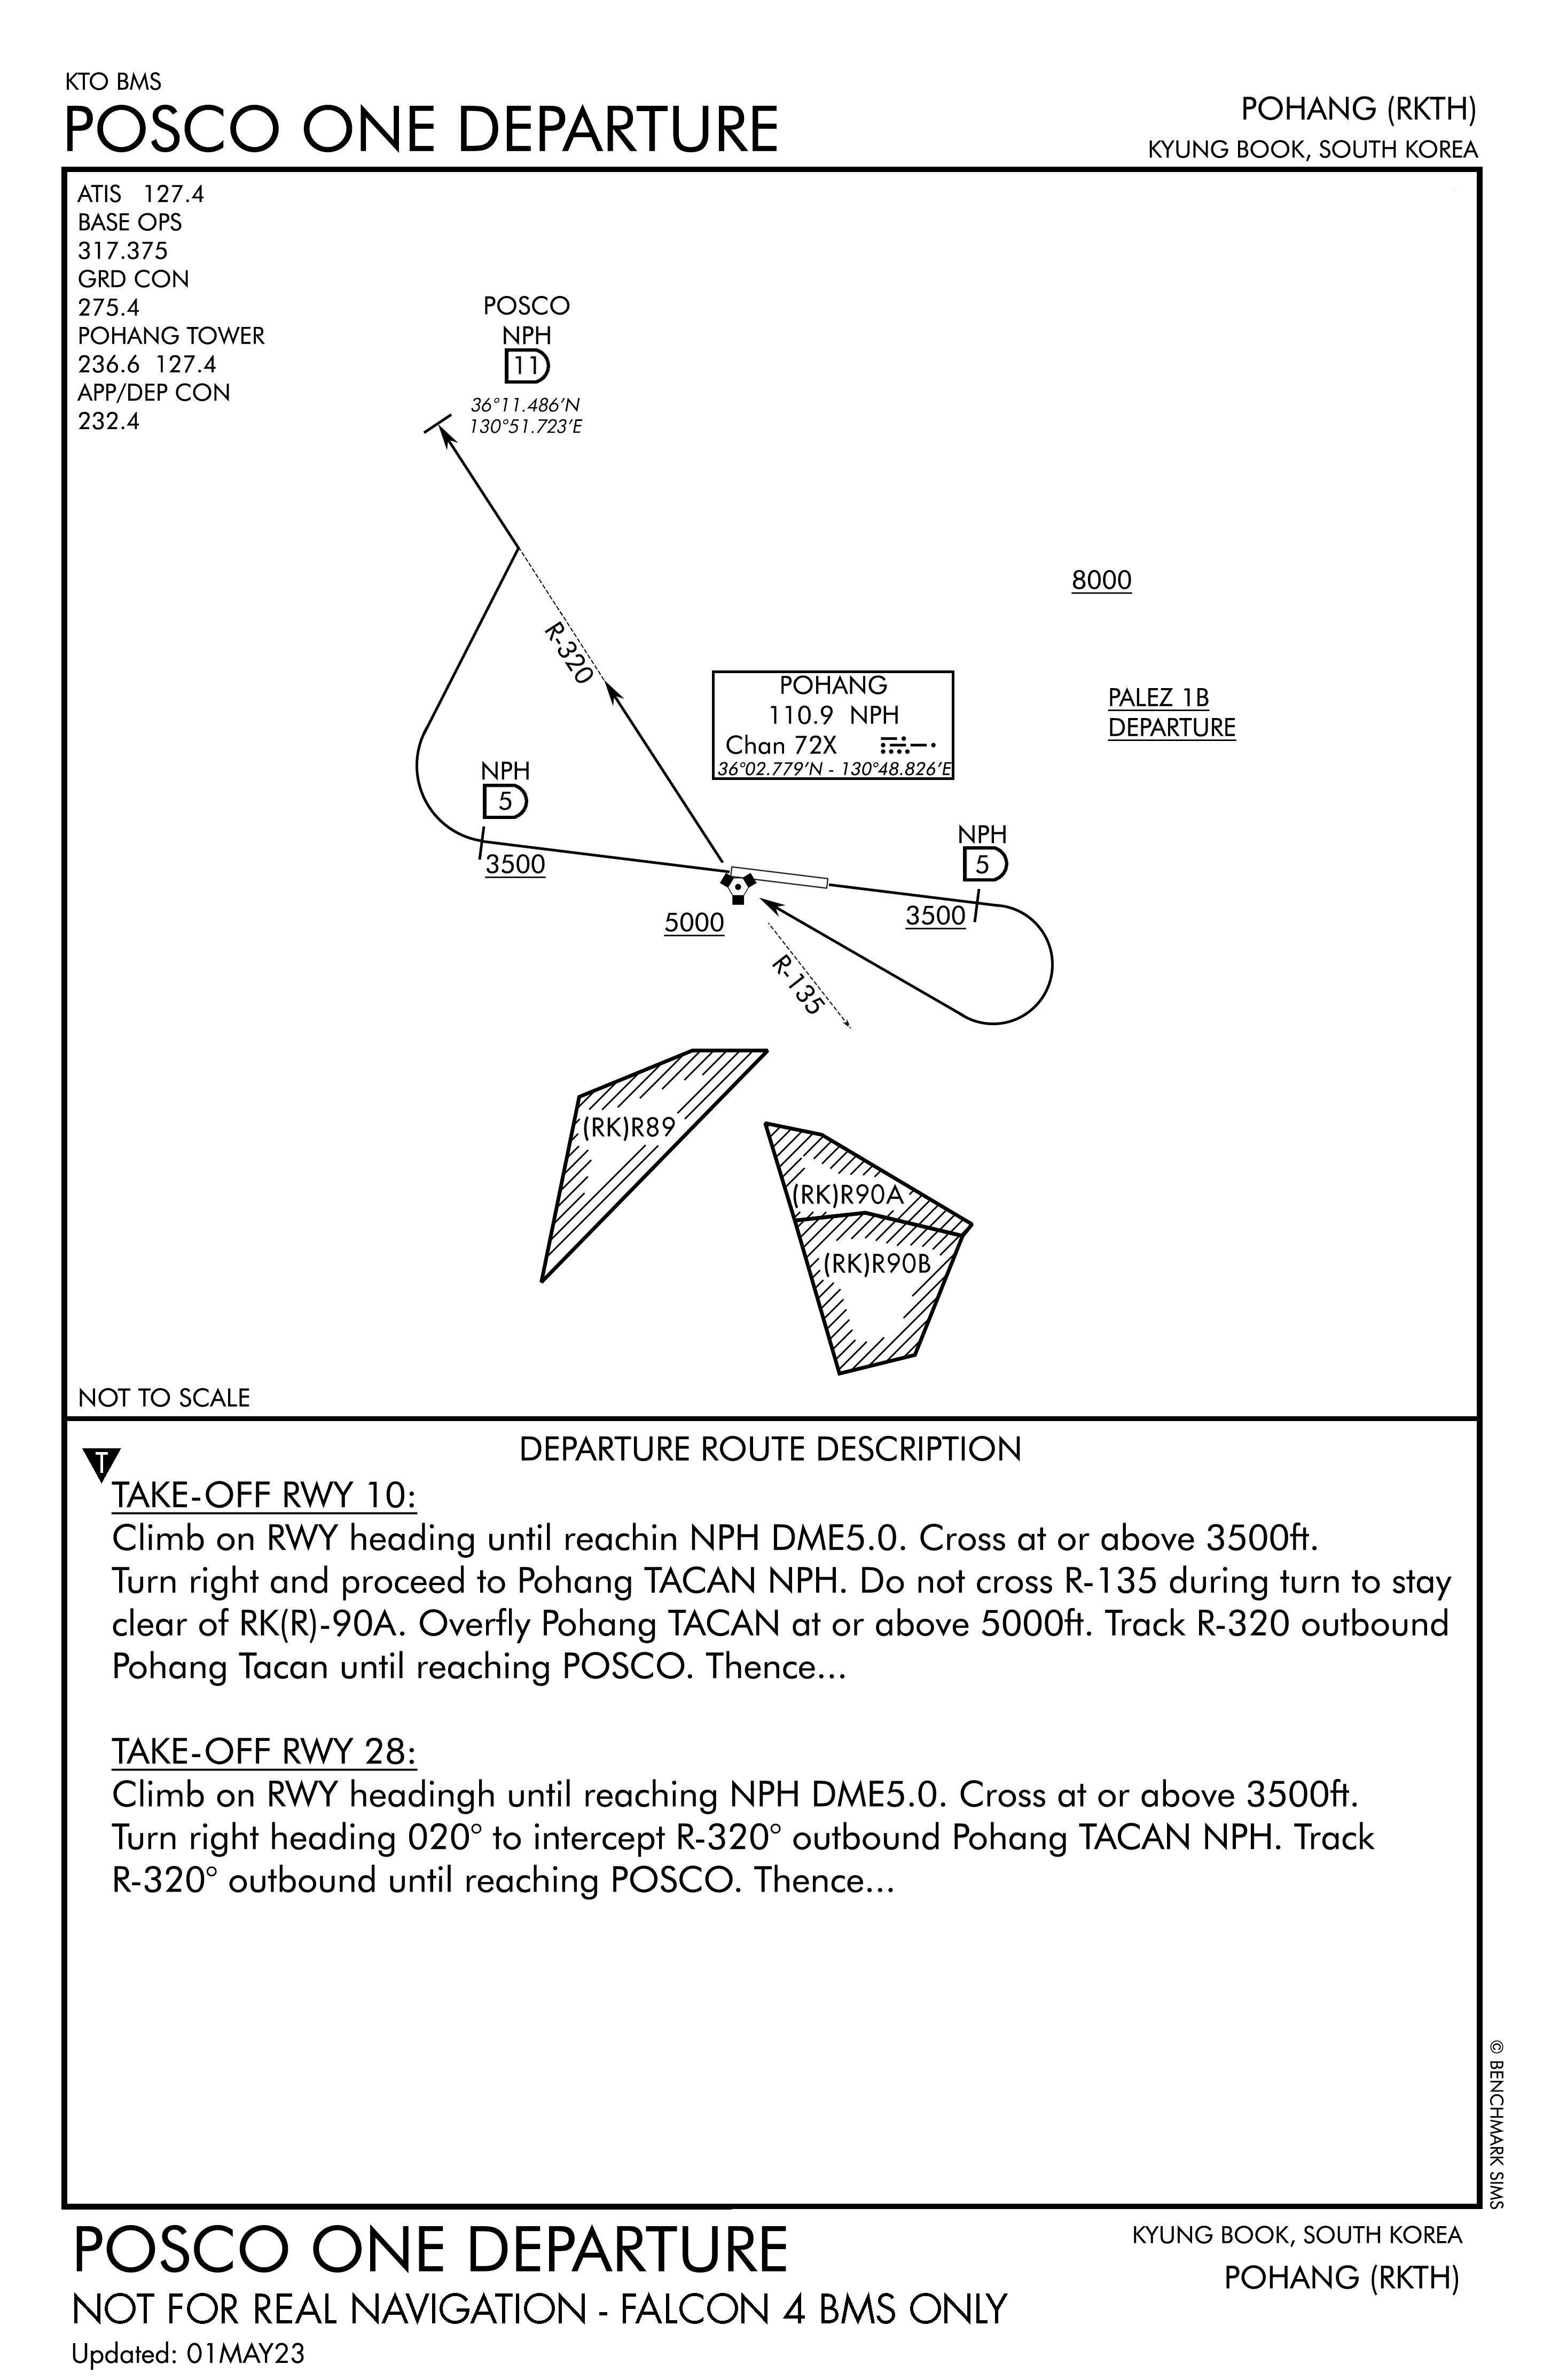 KTO BMS
POSCO ONE DEPARTURE
POHANG (RKTH)
KYUNG BOOK, SOUTH KOREA
ATIS 127.4
BASE OPS
317.375
GRD CON
275.4
POHANG TOWER
236.6 127.4
APP/DEP CON
232.4
POSCO
NPH
11
36°11.486'N
130°51.723'E
8000
R-320
POHANG
110.9 NPH
Chan 72X
36°02.779'N - 130°48.826'E
PALEZ 1B
DEPARTURE
NPH
5
3500
NPH
5
3500
5000
R-135
(RK)R89
(RK)R90A
(RK)R90B
NOT TO SCALE
T
DEPARTURE ROUTE DESCRIPTION
TAKE-OFF RWY 10:
Climb on RWY heading until reachin NPH DME5.0. Cross at or above 3500ft.
Turn right and proceed to Pohang TACAN NPH. Do not cross R-135 during turn to stay
clear of RK(R)-90A. Overfly Pohang TACAN at or above 5000ft. Track R-320 outbound
Pohang Tacan until reaching POSCO. Thence...
TAKE-OFF RWY 28:
Climb on RWY headingh until reaching NPH DME5.0. Cross at or above 3500ft.
Turn right heading 020° to intercept R-320° outbound Pohang TACAN NPH. Track
R-320° outbound until reaching POSCO. Thence...
© BENCHMARK SIMS
POSCO ONE DEPARTURE
KYUNG BOOK, SOUTH KOREA
POHANG (RKTH)
NOT FOR REAL NAVIGATION - FALCON 4 BMS ONLY
Updated: 01MAY23